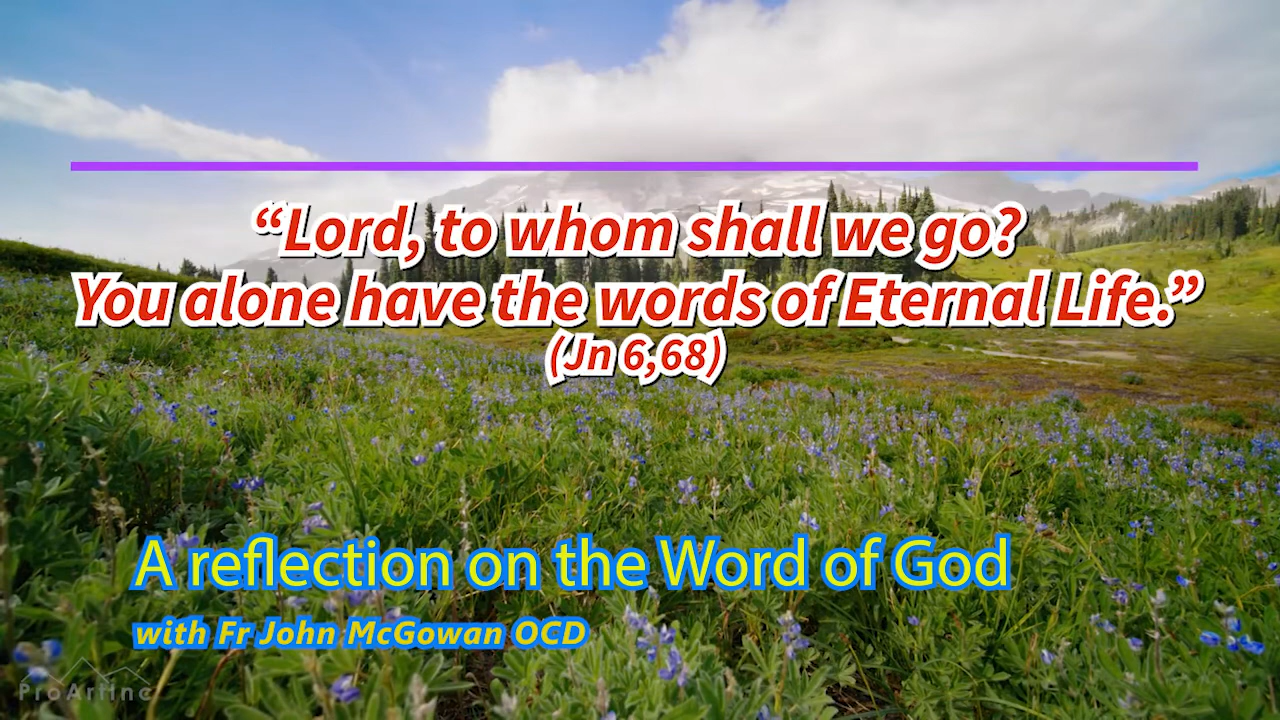 “Lord, to whom shall we go?
You alone have the words of Eternal Life.”
(Jn 6,68)
A reflection on the Word of God
with Fr John McGowan OCD
ProArtInc